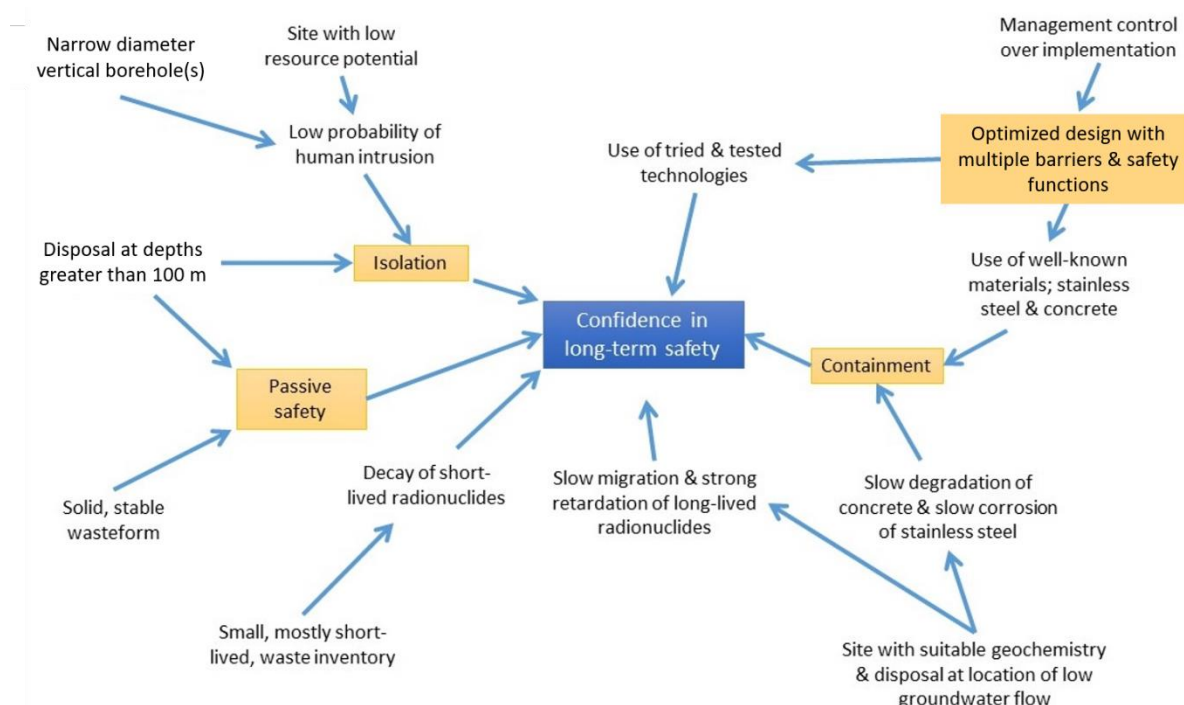 Narrow diameter
vertical borehole(s)
Site with low
resource potential
Management control
over implementation
Low probability of
human intrusion
Use of tried & tested
technologies
Optimized design with
multiple barriers & safety
functions
Disposal at depths
greater than 100 m
Isolation
Use of well-known
materials; stainless
steel & concrete
Confidence in
long-term safety
Containment
Passive
safety
Solid, stable
wasteform
Decay of short-
lived radionuclides
Slow migration & strong
retardation of long-lived
radionuclides
Slow degradation of
concrete & slow corrosion
of stainless steel
Small, mostly short-
lived, waste inventory
Site with suitable geochemistry
& disposal at location of low
groundwater flow